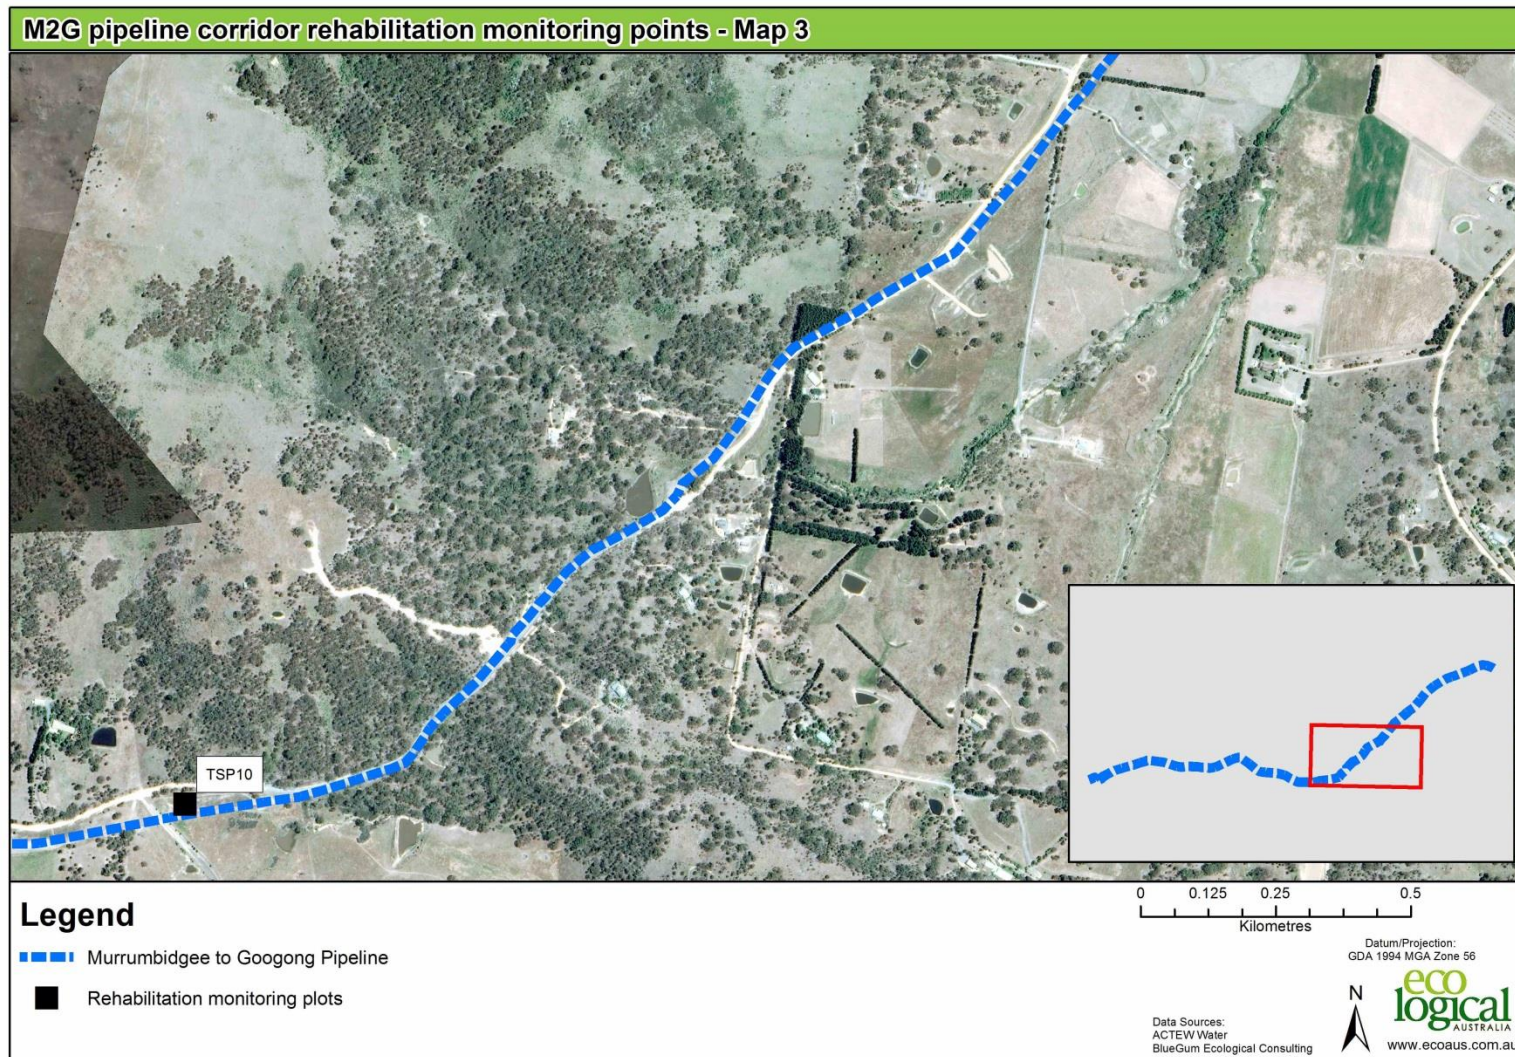 M2G pipeline corridor rehabilitation monitoring points - Map 3
TSP10
Legend
Murrumbidgee to Googong Pipeline
Rehabilitation monitoring plots
0 0.125 0.25 0.5
Kilometres
Datum/Projection:
GDA 1994 MGA Zone 56
N
eco
logical
AUSTRALIA
www.ecoaus.com.au
Data Sources:
ACTEW Water
BlueGum Ecological Consulting